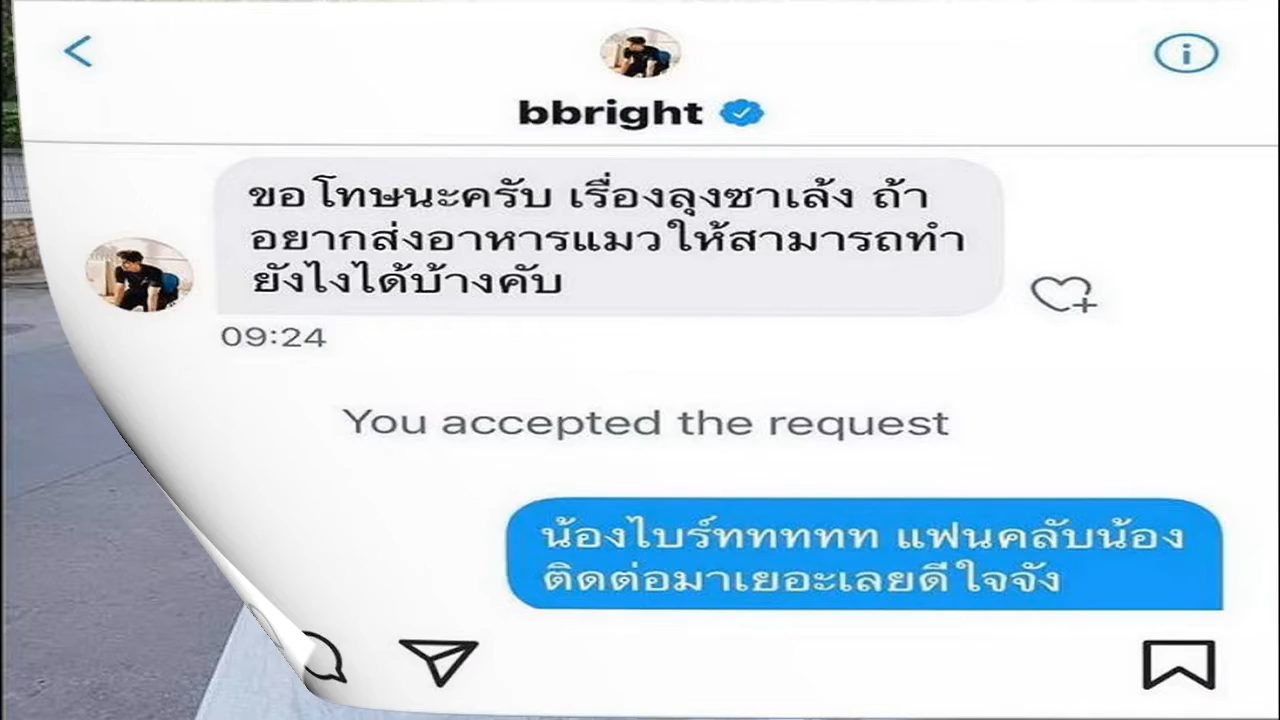 bbright
ขอโทษนะครับ เรื่องลุงซาเล้ง ถ้า
อยากส่งอาหารแมวให้สามารถทำ
ยังไงได้บ้างคับ
09:24
You accepted the request
น้องไบร์ทททททท แฟนคลับน้อง
ติดต่อมาเยอะเลยดีใจจัง